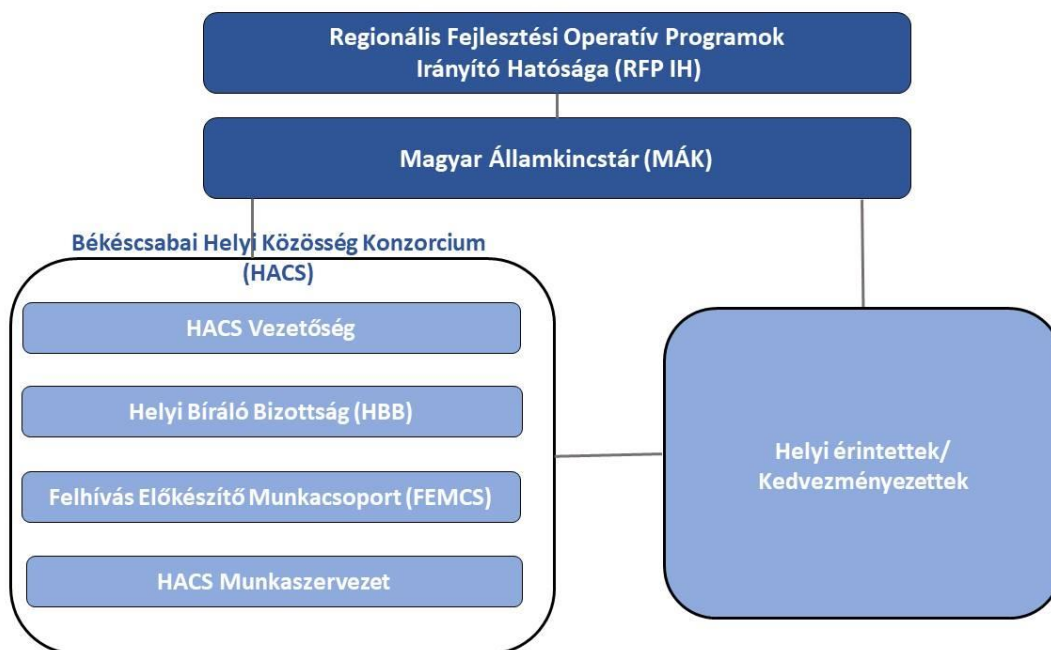 Regionális Fejlesztési Operatív Programok
Irányító Hatósága (RFP IH)
Magyar Államkincstár (MÁK)
Békéscsabai Helyi Közösség Konzorcium
(HACS)
HACS Vezetőség
Helyi Bíráló Bizottság (HBB)
Felhívás Előkészítő Munkacsoport (FEMCS)
HACS Munkaszervezet
Helyi érintettek/
Kedvezményezettek